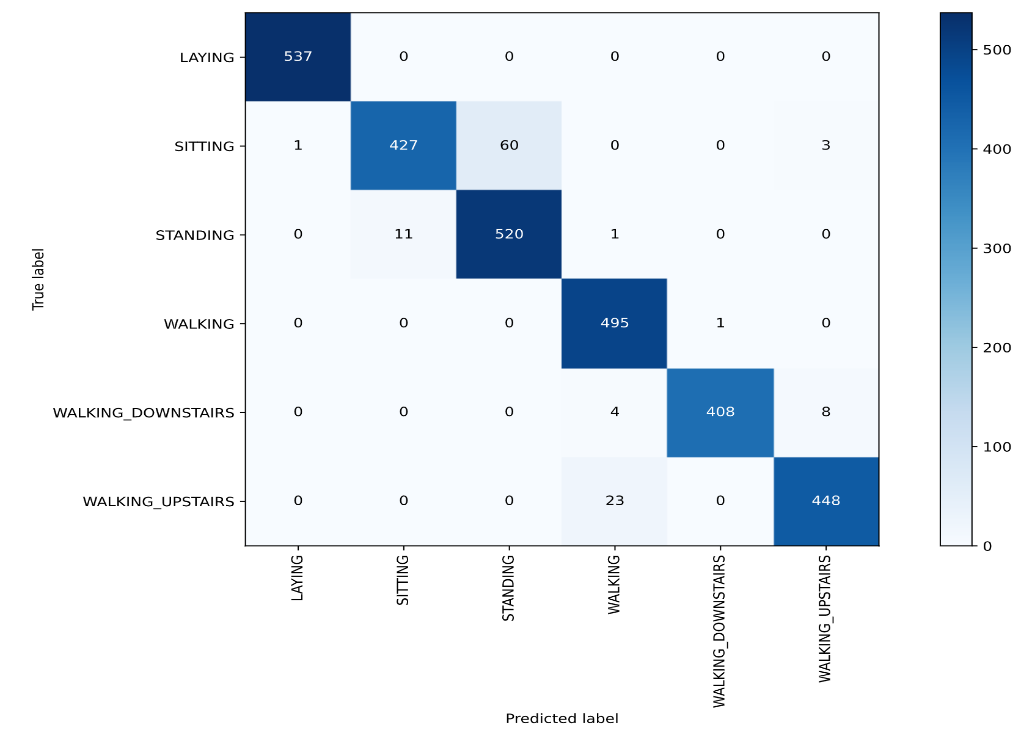 LAYING 537 0 0 0 0 0
SITTING 1 427 60 0 0 3
STANDING 0 11 520 1 0 0
WALKING 0 0 0 495 1 0
WALKING_DOWNSTAIRS 0 0 0 4 408 8
WALKING_UPSTAIRS 0 0 0 23 0 448
True label
LAYING SITTING STANDING WALKING WALKING_DOWNSTAIRS WALKING_UPSTAIRS
Predicted label
500
400
300
200
100
0